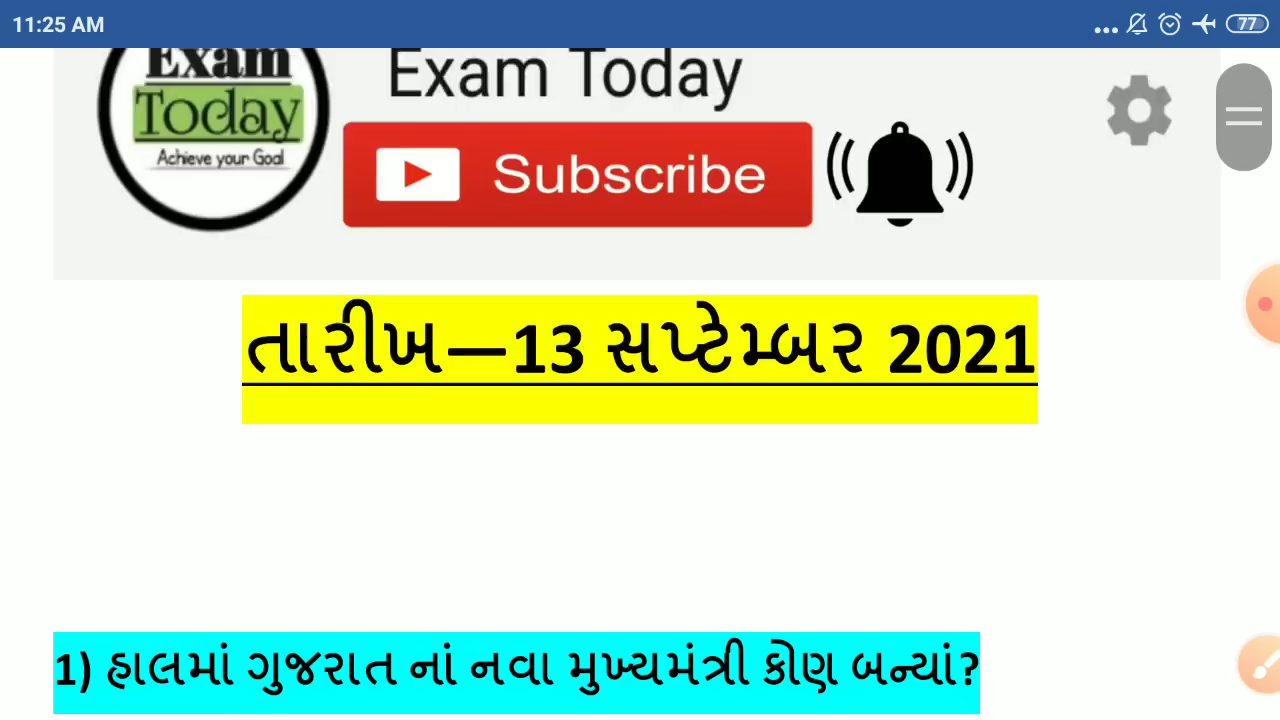 11:25 AM
77
Exam
Today
Achieve your Goal
Exam Today
Subscribe
તારીખ—13 સપ્ટેમ્બર 2021
1) હાલમાં ગુજરાત નાં નવા મુખ્યમંત્રી કોણ બન્યાં?